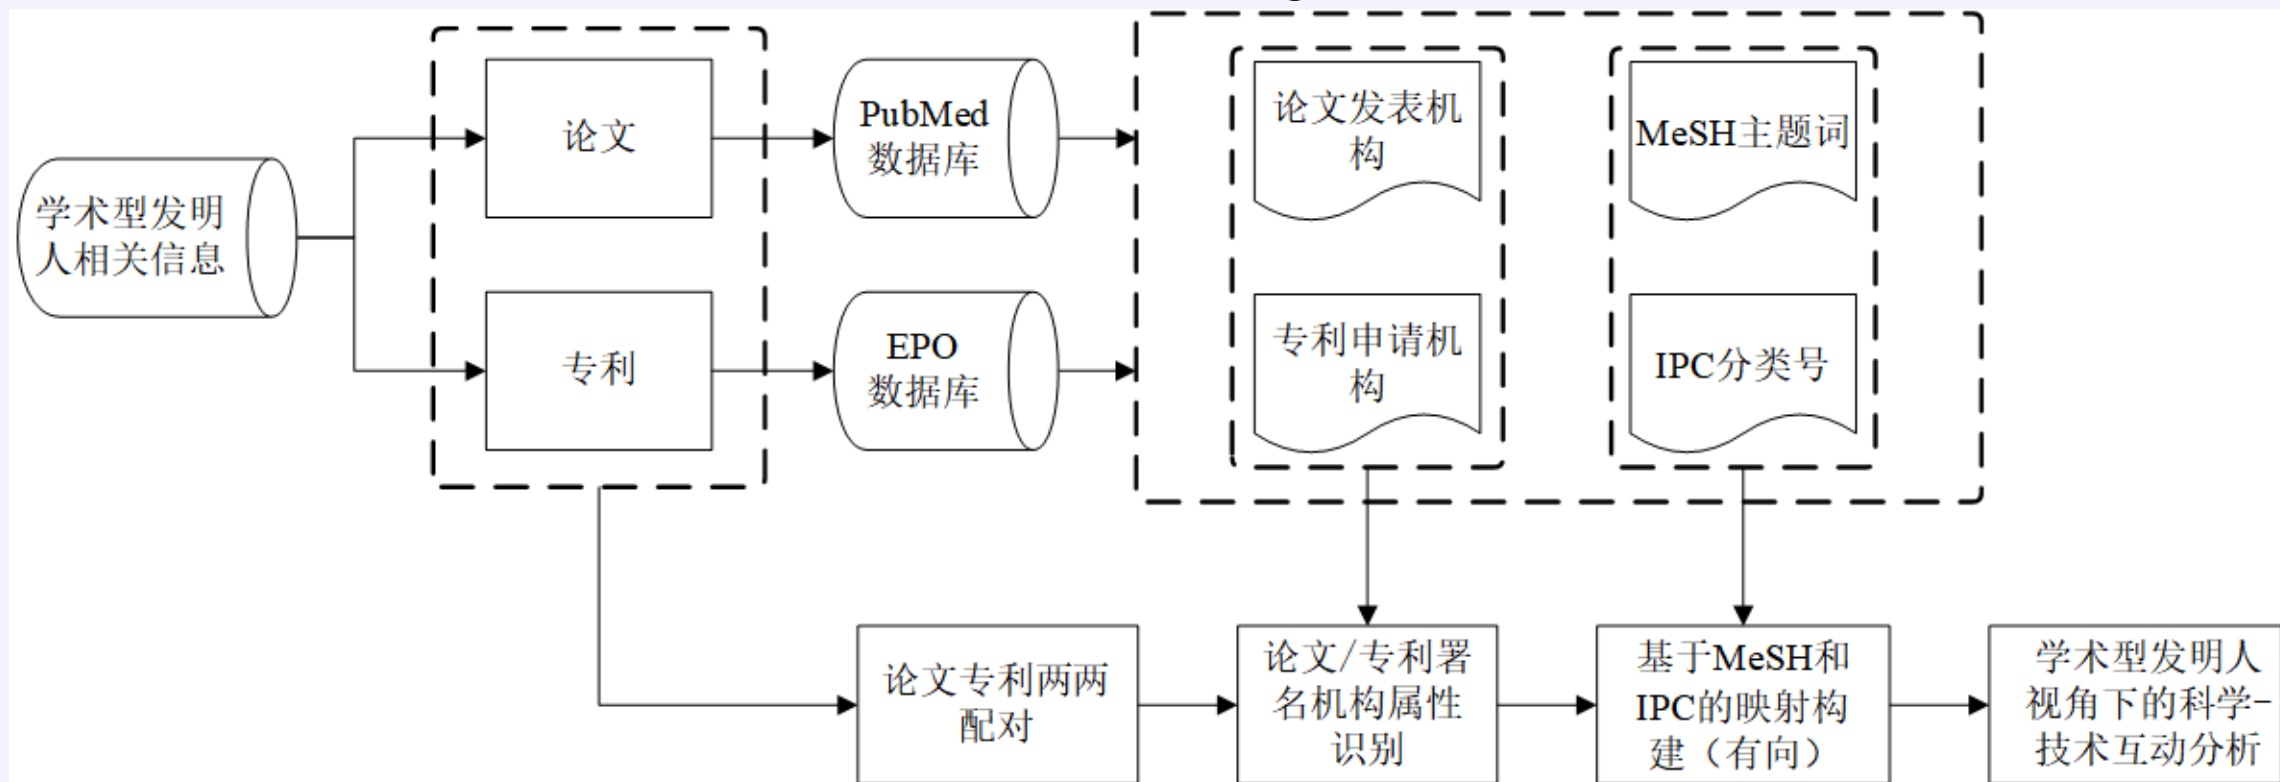 学术型发明
人相关信息
论文
专利
PubMed
数据库
EPO
数据库
论文发表机
构
专利申请机
构
MeSH主题词
IPC分类号
论文专利两两
配对
论文/专利署
名机构属性
识别
基于MeSH和
IPC的映射构
建（有向）
学术型发明人
视角下的科学-
技术互动分析